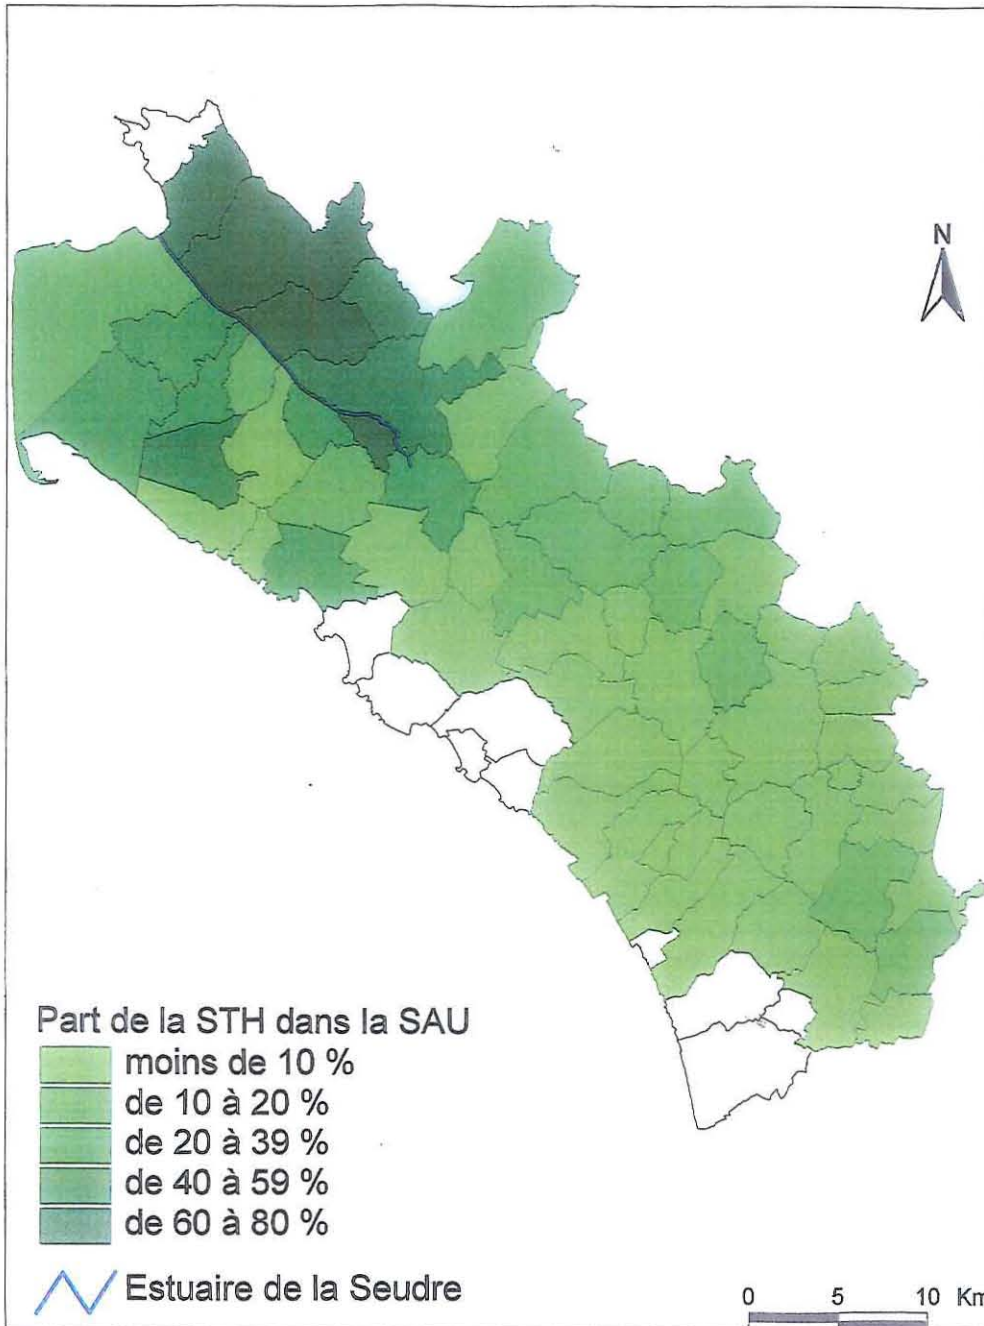 N
Part de la STH dans la SAU
moins de 10 %
de 10 à 20 %
de 20 à 39 %
de 40 à 59 %
de 60 à 80 %
Estuaire de la Seudre
0 5 10 Km